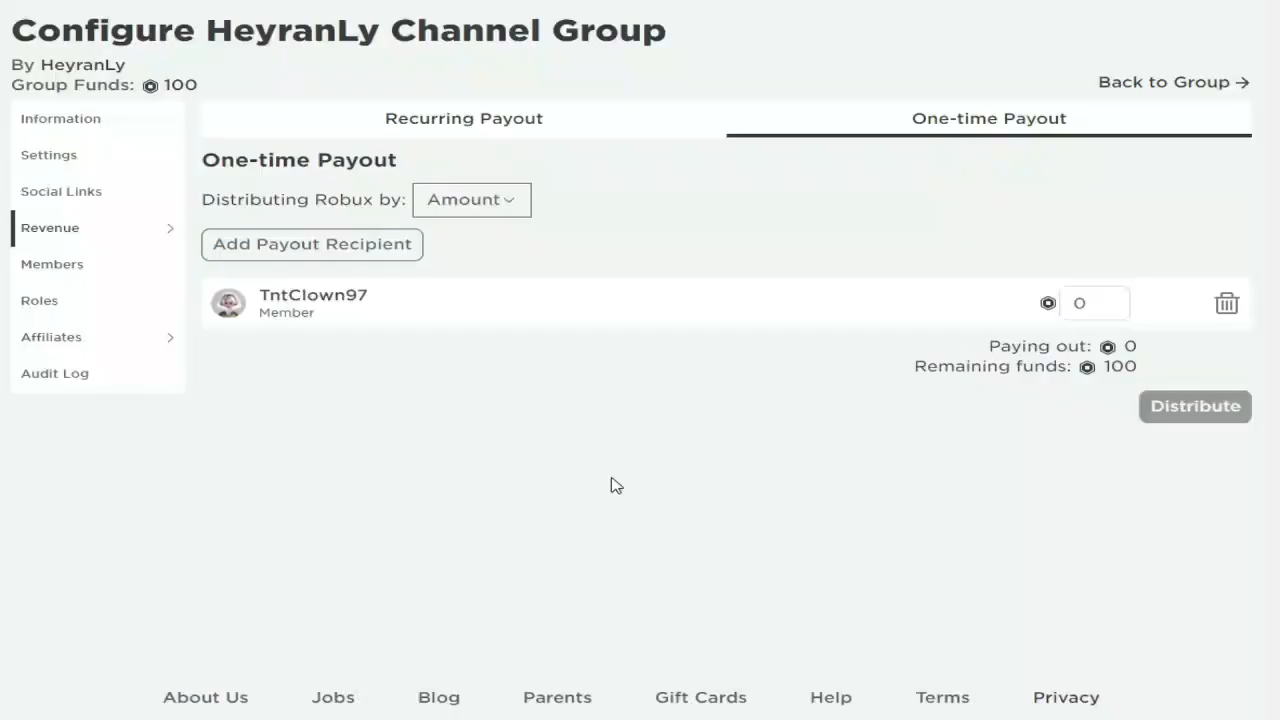 Configure HeyranLy Channel Group
By HeyranLy
Group Funds: 100
Back to Group →
Information
Settings
Social Links
Revenue
Members
Roles
Affiliates
Audit Log
Recurring Payout
One-time Payout
One-time Payout
Distributing Robux by: Amount
Add Payout Recipient
TntClown97
Member
0
Paying out: 0
Remaining funds: 100
Distribute
About Us Jobs Blog Parents Gift Cards Help Terms Privacy